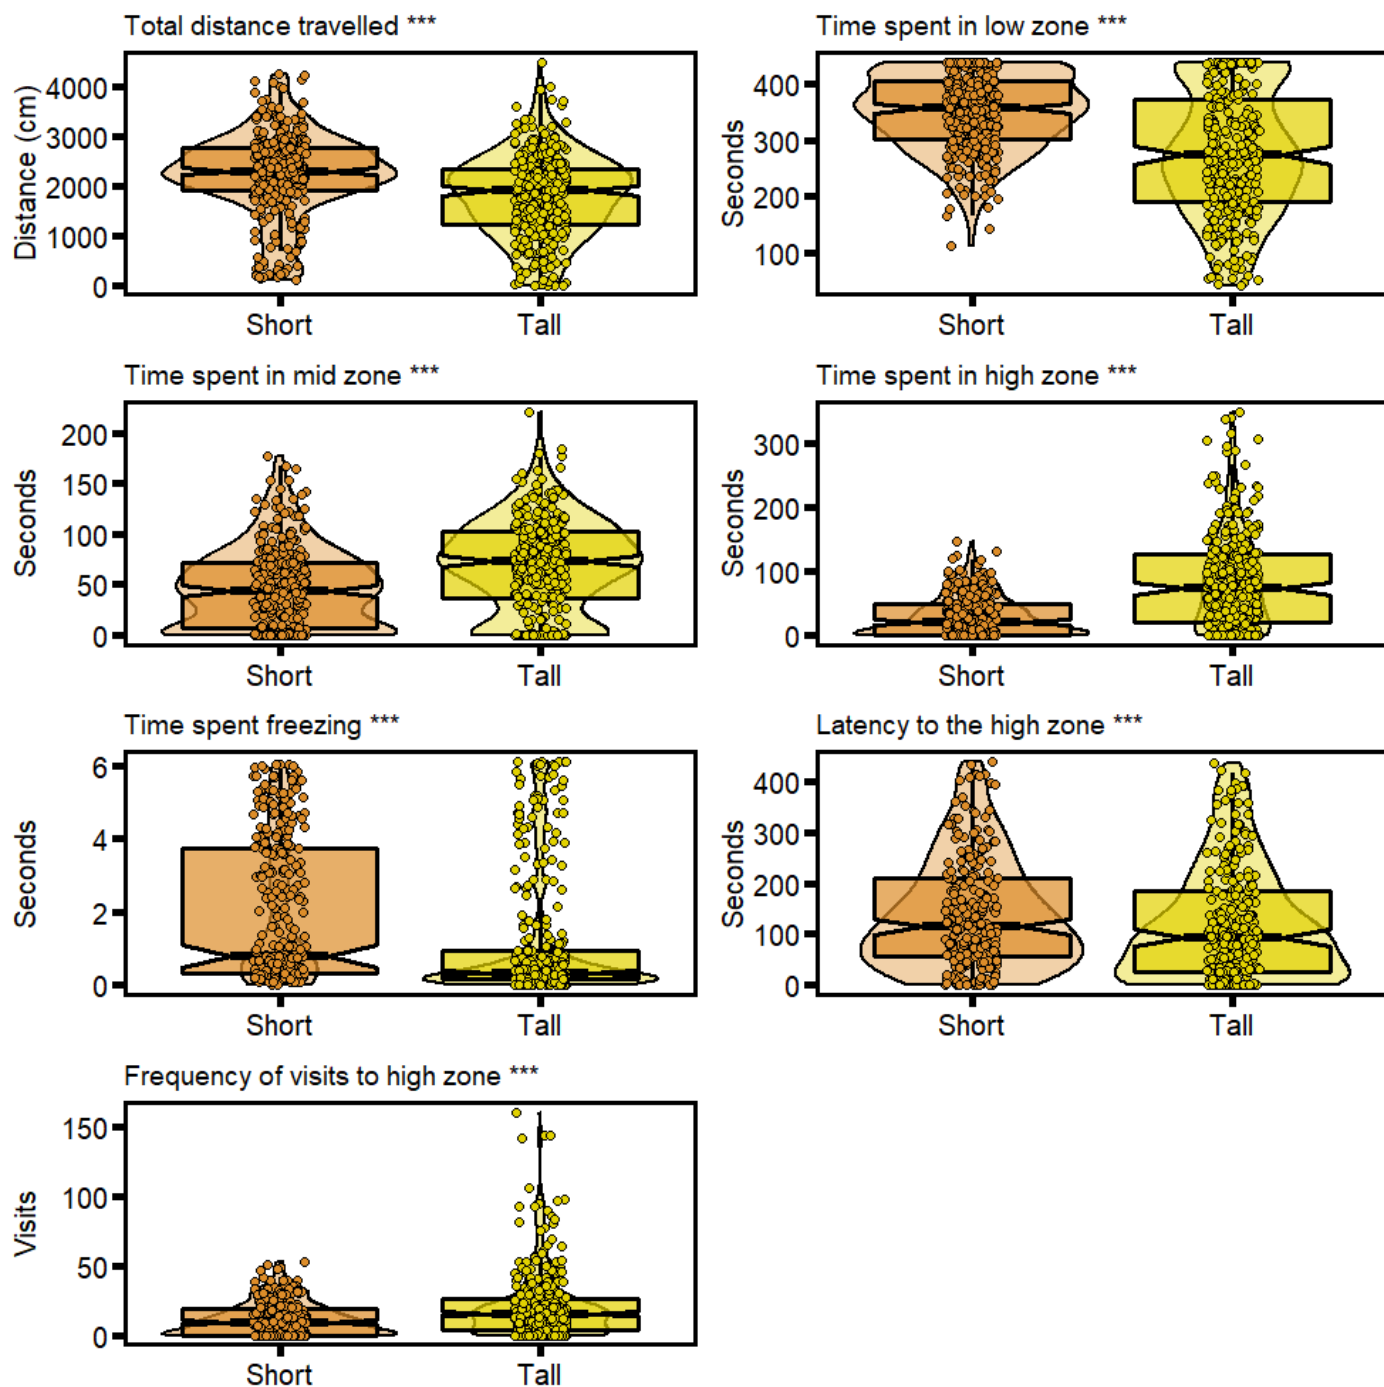 Total distance travelled ***
Distance (cm)
4000
3000
2000
1000
0
Short Tall
Time spent in low zone ***
Seconds
400
300
200
100
Short Tall
Time spent in mid zone ***
Seconds
200
150
100
50
0
Short Tall
Time spent in high zone ***
Seconds
300
200
100
0
Short Tall
Time spent freezing ***
Seconds
6
4
2
0
Short Tall
Latency to the high zone ***
Seconds
400
300
200
100
0
Short Tall
Frequency of visits to high zone ***
Visits
150
100
50
0
Short Tall